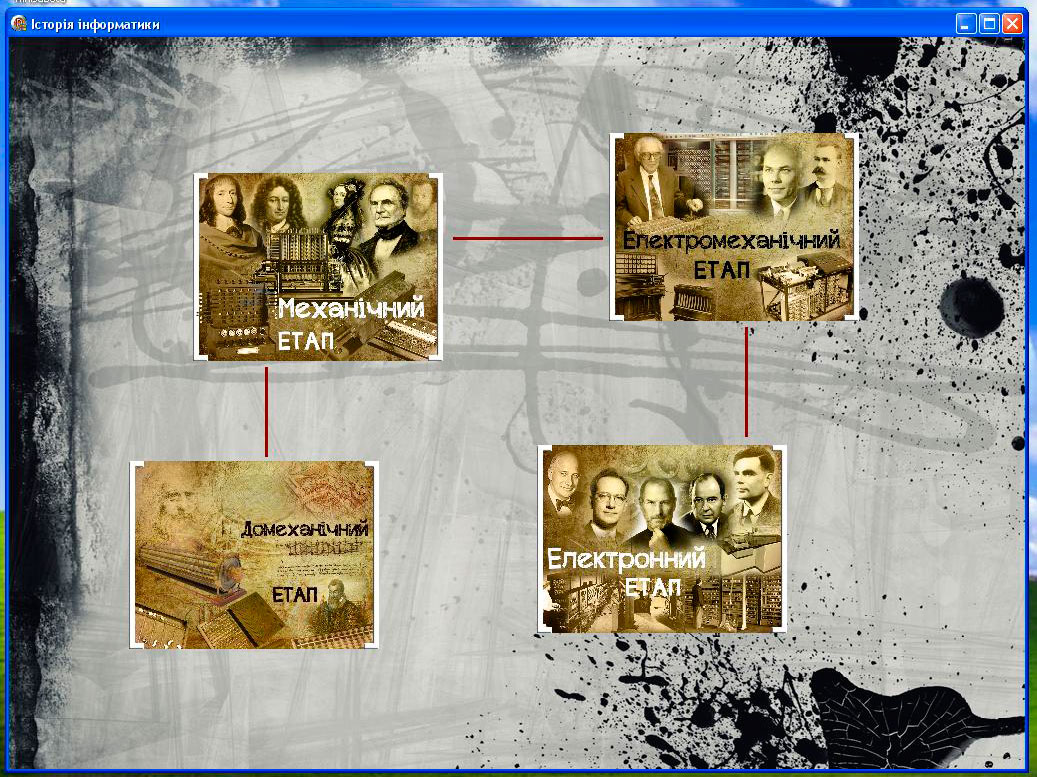 Історія інформатики
Механічний
ЕТАП
Електромеханічний
ЕТАП
Домеханічний
ЕТАП
Електронний
ЕТАП